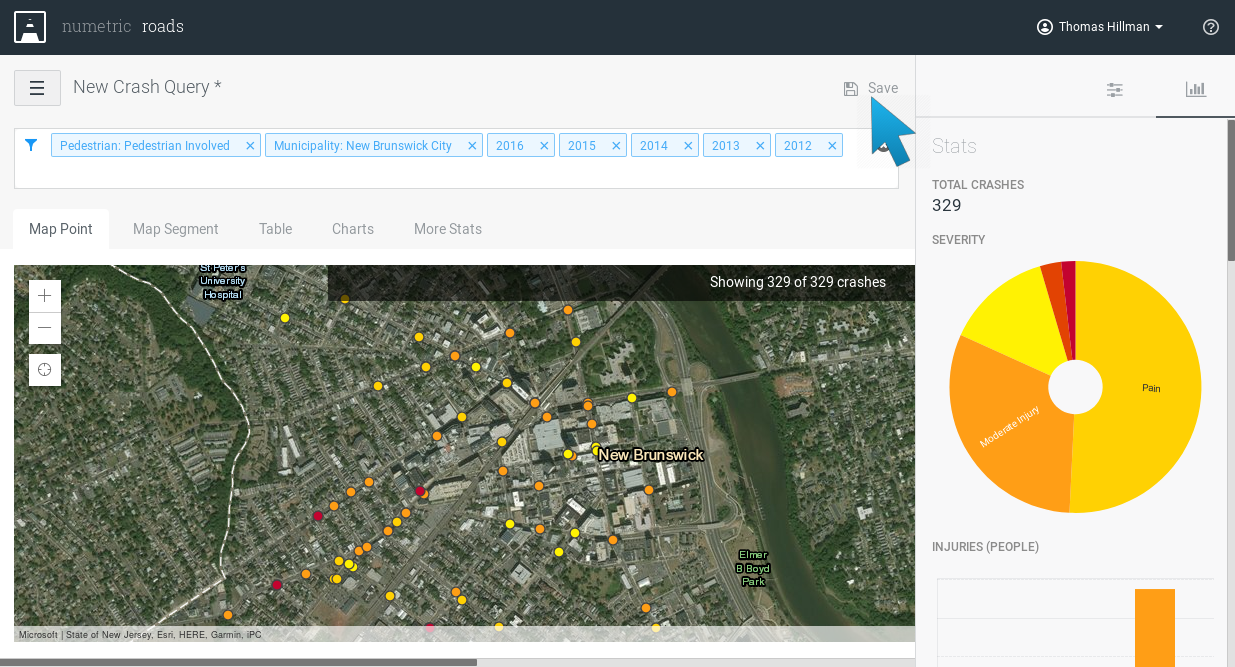 numetric roads
Thomas Hillman
New Crash Query *
Save
Pedestrian: Pedestrian Involved
Municipality: New Brunswick City
2016
2015
2014
2013
2012
Map Point
Map Segment
Table
Charts
More Stats
Showing 329 of 329 crashes
St Peter's
University
Hospital
New Brunswick
Elmer
B Boyd
Park
Microsoft | State of New Jersey, Esri, HERE, Garmin, iPC
Stats
TOTAL CRASHES
329
SEVERITY
Pain
Moderate Injury
INJURIES (PEOPLE)